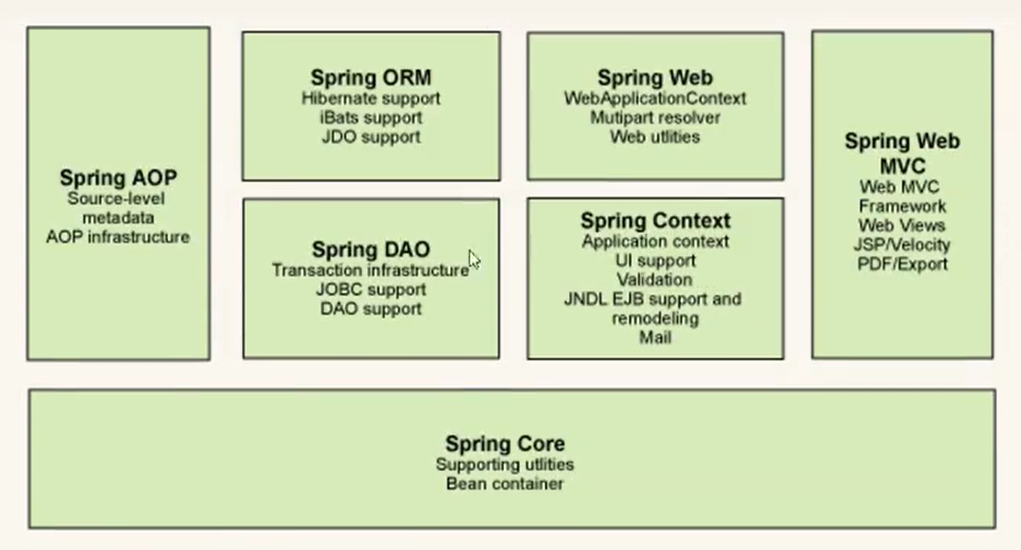 Spring AOP
Source-level
metadata
AOP infrastructure
Spring ORM
Hibernate support
iBats support
JDO support
Spring Web
WebApplicationContext
Mutipart resolver
Web utlities
Spring DAO
Transaction infrastructure
JOBC support
DAO support
Spring Context
Application context
UI support
Validation
JNDL EJB support and
remodeling
Mail
Spring Web
MVC
Web MVC
Framework
Web Views
JSP/Velocity
PDF/Export
Spring Core
Supporting utlities
Bean container